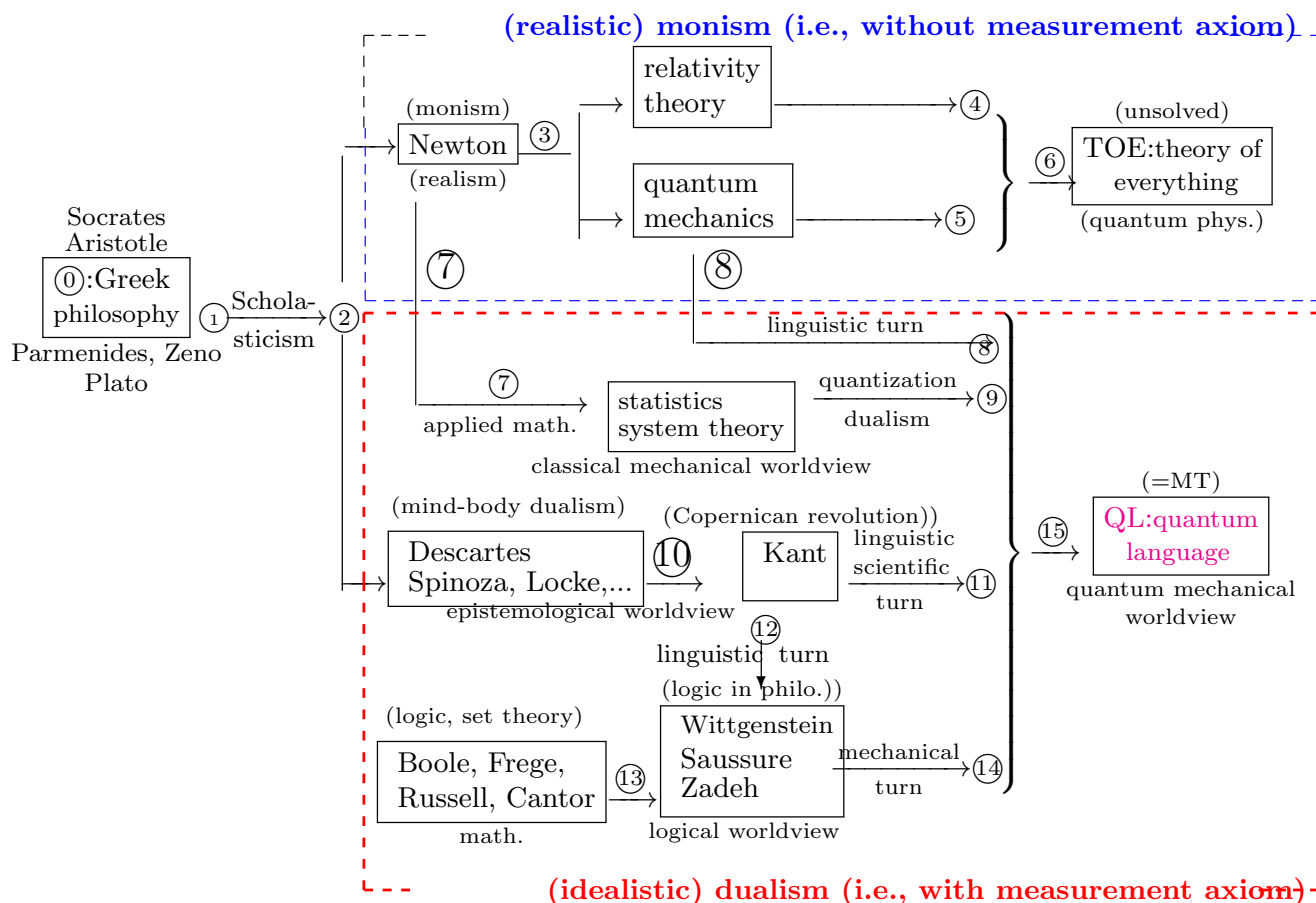 (realistic) monism (i.e., without measurement axiom)
relativity
theory
④
(monism)
Newton
③
(realism)
(unsolved)
⑥
TOE:theory of
everything
(quantum phys.)
quantum
mechanics
⑤
Socrates
Aristotle
⓪:Greek
philosophy
Parmenides, Zeno
Plato
①
Schola-
sticism
②
⑦
⑧
linguistic turn
⑧
⑦
applied math.
statistics
system theory
classical mechanical worldview
quantization
dualism
⑨
(mind-body dualism)
Descartes
Spinoza, Locke,...
epistemological worldview
⑩
(Copernican revolution))
Kant
linguistic
scientific
turn
⑪
⑮
(=MT)
QL:quantum
language
quantum mechanical
worldview
⑫
linguistic turn
(logic in philo.))
(logic, set theory)
Boole, Frege,
Russell, Cantor
math.
⑬
Wittgenstein
Saussure
Zadeh
logical worldview
mechanical
turn
⑭
(idealistic) dualism (i.e., with measurement axiom)